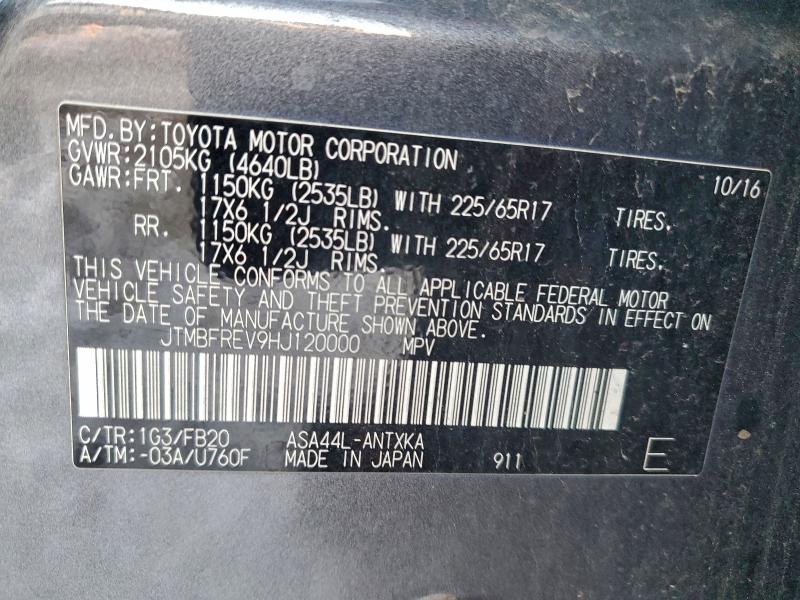 MFD.BY:TOYOTA MOTOR CORPORATION 10/16
GVWR:2105KG (4640LB)
GAWR:FRT. 1150KG (2535LB) WITH 225/65R17 TIRES.
17X6 1/2J RIMS.
RR. 1150KG (2535LB) WITH 225/65R17 TIRES.
17X6 1/2J RIMS.
THIS VEHICLE CONFORMS TO ALL APPLICABLE FEDERAL MOTOR
VEHICLE SAFETY AND THEFT PREVENTION STANDARDS IN EFFECT ON
THE DATE OF MANUFACTURE SHOWN ABOVE.
JTMBFREV9HJ120000 MPV
C/TR:1G3/FB20 ASA44L-ANTXKA
A/TM:-03A/U760F MADE IN JAPAN 911 E